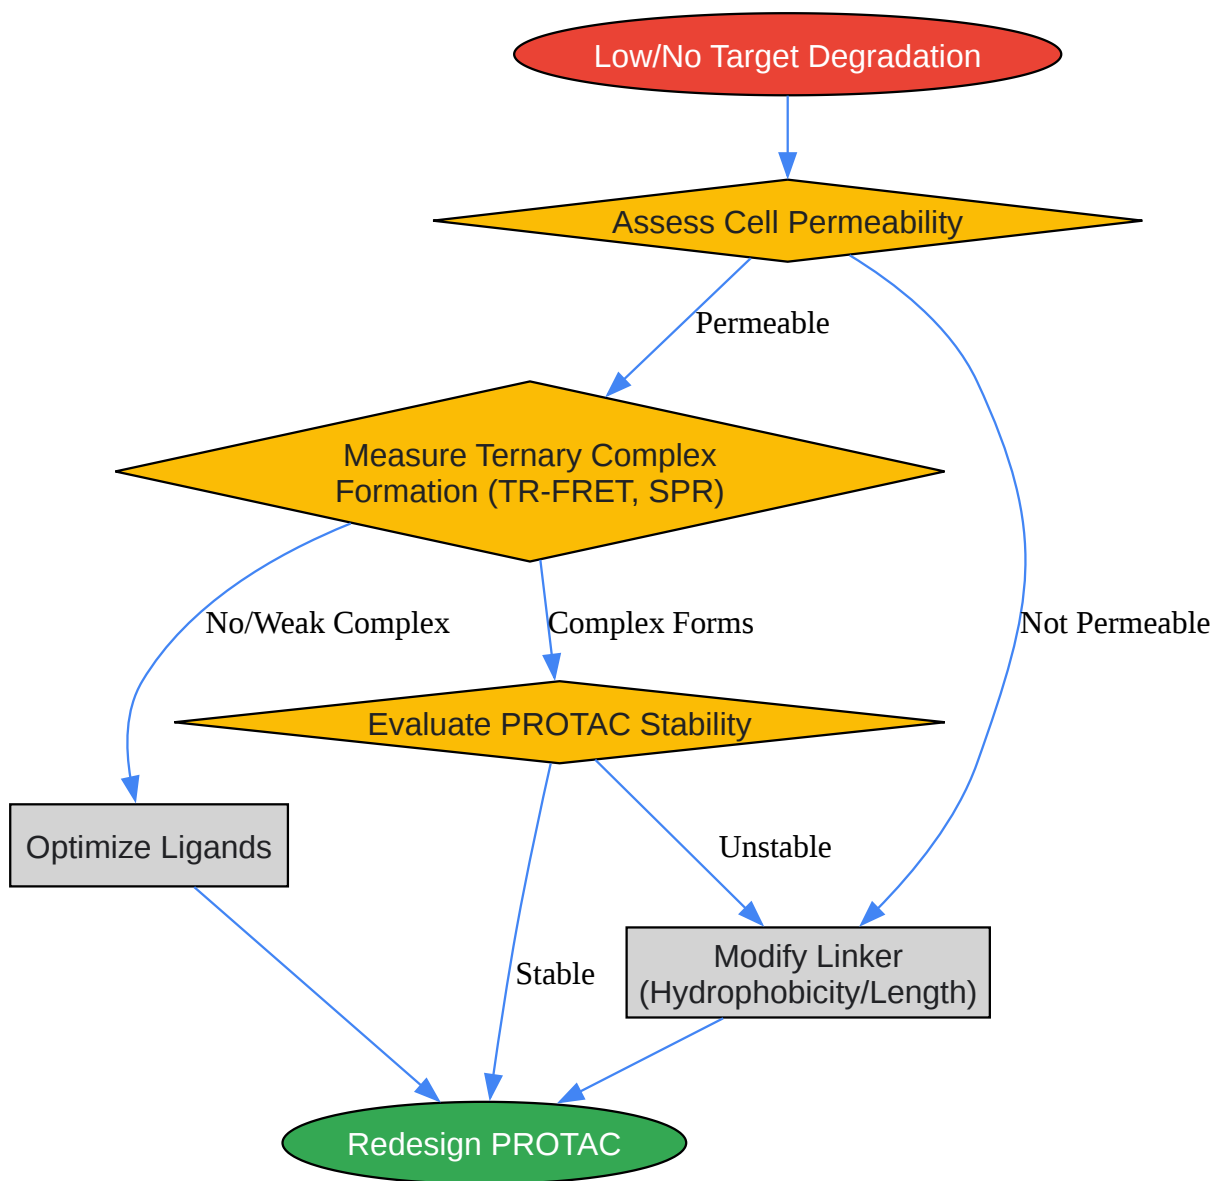 Low/No Target Degradation
Assess Cell Permeability
Permeable
Measure Ternary Complex
Formation (TR-FRET, SPR)
No/Weak Complex
Complex Forms
Not Permeable
Evaluate PROTAC Stability
Optimize Ligands
Unstable
Stable
Modify Linker
(Hydrophobicity/Length)
Redesign PROTAC